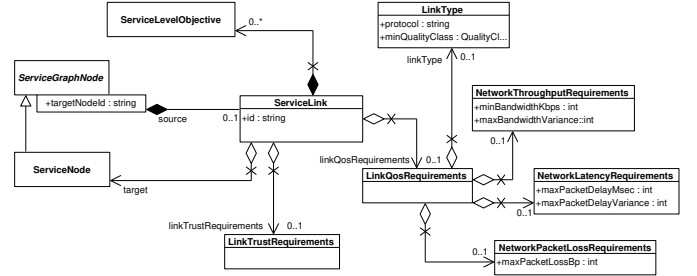 ServiceLevelObjective
0..*
LinkType
+protocol : string
+minQualityClass : QualityCl...
linkType
0..1
ServiceGraphNode
+targetNodeId : string
source
0..1
ServiceLink
+id : string
NetworkThroughputRequirements
+minBandwidthKbps : int
+maxBandwidthVariance::int
0..1
linkQosRequirements
0..1
ServiceNode
target
LinkQosRequirements
NetworkLatencyRequirements
+maxPacketDelayMsec : int
+maxPacketDelayVariance : int
0..1
linkTrustRequirements
0..1
LinkTrustRequirements
0..1
NetworkPacketLossRequirements
+maxPacketLossBp : int